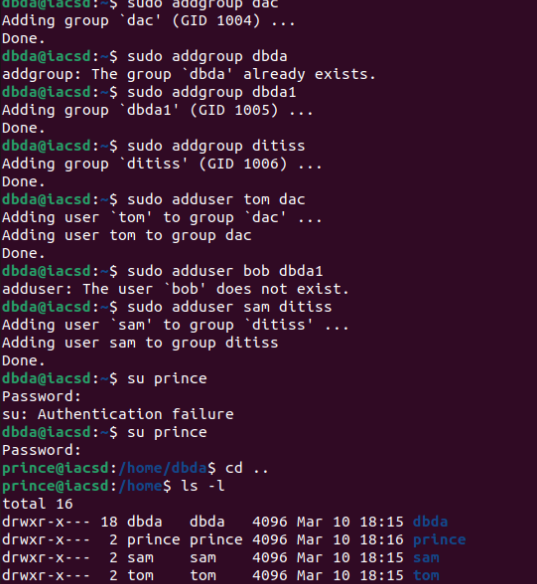 dbda@iacsd:~$ sudo addgroup dac
Adding group `dac' (GID 1004) ...
Done.
dbda@iacsd:~$ sudo addgroup dbda
addgroup: The group `dbda' already exists.
dbda@iacsd:~$ sudo addgroup dbda1
Adding group `dbda1' (GID 1005) ...
Done.
dbda@iacsd:~$ sudo addgroup ditiss
Adding group `ditiss' (GID 1006) ...
Done.
dbda@iacsd:~$ sudo adduser tom dac
Adding user `tom' to group `dac' ...
Adding user tom to group dac
Done.
dbda@iacsd:~$ sudo adduser bob dbda1
adduser: The user `bob' does not exist.
dbda@iacsd:~$ sudo adduser sam ditiss
Adding user `sam' to group `ditiss' ...
Adding user sam to group ditiss
Done.
dbda@iacsd:~$ su prince
Password:
su: Authentication failure
dbda@iacsd:~$ su prince
Password:
prince@iacsd:/home/dbda$ cd ..
prince@iacsd:/home$ ls -l
total 16
drwxr-x--- 18 dbda   dbda   4096 Mar 10 18:15 dbda
drwxr-x---  2 prince prince 4096 Mar 10 18:16 prince
drwxr-x---  2 sam    sam    4096 Mar 10 18:15 sam
drwxr-x---  2 tom    tom    4096 Mar 10 18:15 tom